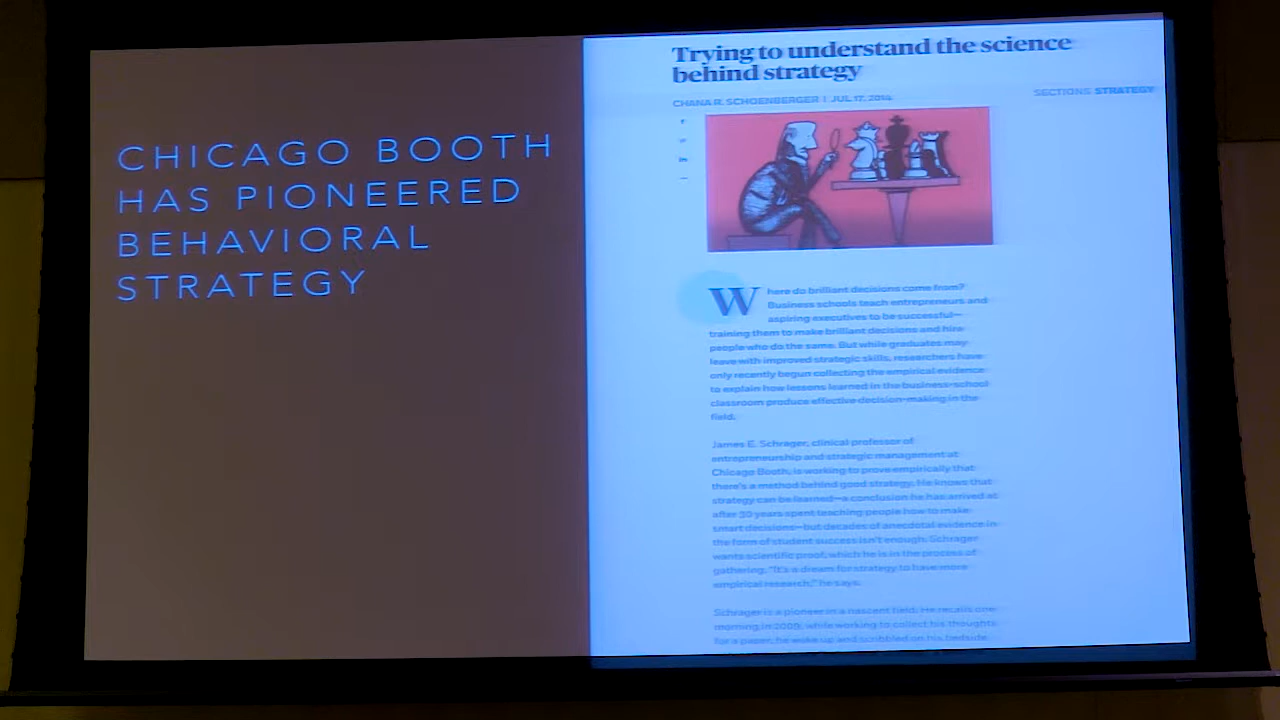 CHICAGO BOOTH
HAS PIONEERED
BEHAVIORAL
STRATEGY
Trying to understand the science
behind strategy
CHANA R. SCHOENBERGER | JUL 17, 2014
SECTIONS STRATEGY
Where do brilliant decisions come from?
Business schools teach entrepreneurs and
aspiring executives to be successful—
training them to make brilliant decisions and hire
people who do the same. But while graduates may
leave with improved strategic skills, researchers have
only recently begun collecting the empirical evidence
to explain how lessons learned in the business-school
classroom produce effective decision-making in the
field.
James E. Schrager, clinical professor of
entrepreneurship and strategic management at
Chicago Booth, is working to prove empirically that
there's a method behind good strategy. He knows that
strategy can be learned—a conclusion he has arrived at
after 30 years spent teaching people how to make
smart decisions—but decades of anecdotal evidence in
the form of student success isn't enough. Schrager
wants scientific proof, which he is in the process of
gathering. "It's a dream for strategy to have more
empirical research," he says.
Schrager is a pioneer in a nascent field. He recalls one
morning in 2009, while working to collect his thoughts
for a paper, he woke up and scribbled on his bedside